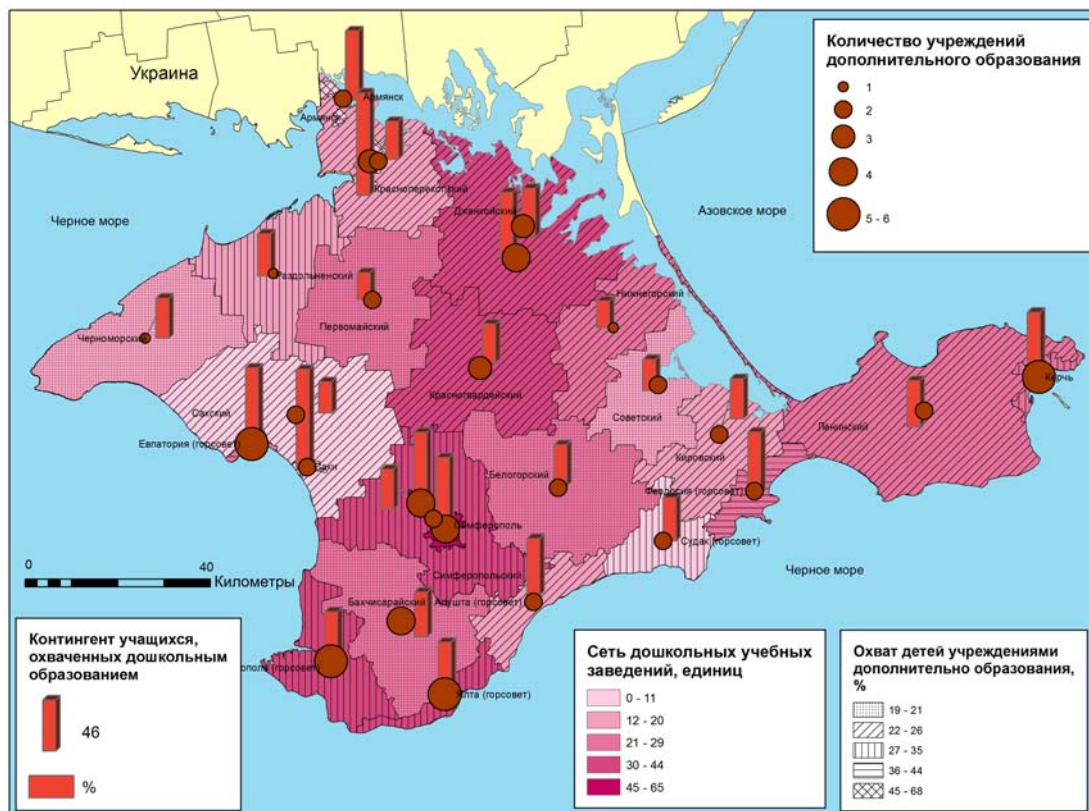 Украина
Армянск
Армянск
Красноперекопский
Черное море
Азовское море
Джанкойский
Раздольненский
Нижнегорский
Первомайский
Черноморский
Красногвардейский
Советский
Ленинский
Керчь
Сакский
Евпатория (горсовет)
Саки
Белогорский
Кировский
Феодосия (горсовет)
Симферополь
Судак (горсовет)
Черное море
Симферопольский
Бахчисарайский
Алушта (горсовет)
(горсовет)
Ялта (горсовет)
0
40
Километры
Количество учреждений
дополнительного образования
1
2
3
4
5 - 6
Контингент учащихся,
охваченных дошкольным
образованием
46
%
Сеть дошкольных учебных
заведений, единиц
0 - 11
12 - 20
21 - 29
30 - 44
45 - 65
Охват детей учреждениями
дополнительно образования,
%
19 - 21
22 - 26
27 - 35
36 - 44
45 - 68